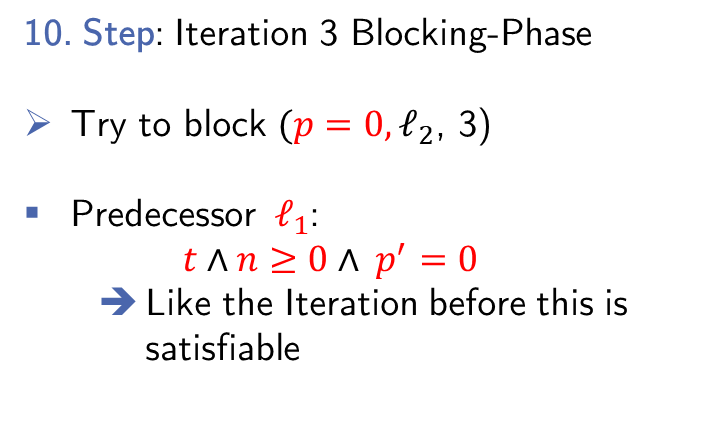 10. Step: Iteration 3 Blocking-Phase
➢ Try to block (p = 0, ℓ₂, 3)
▪ Predecessor ℓ₁:
t ∧ n ≥ 0 ∧ p′ = 0
➔ Like the Iteration before this is
satisfiable